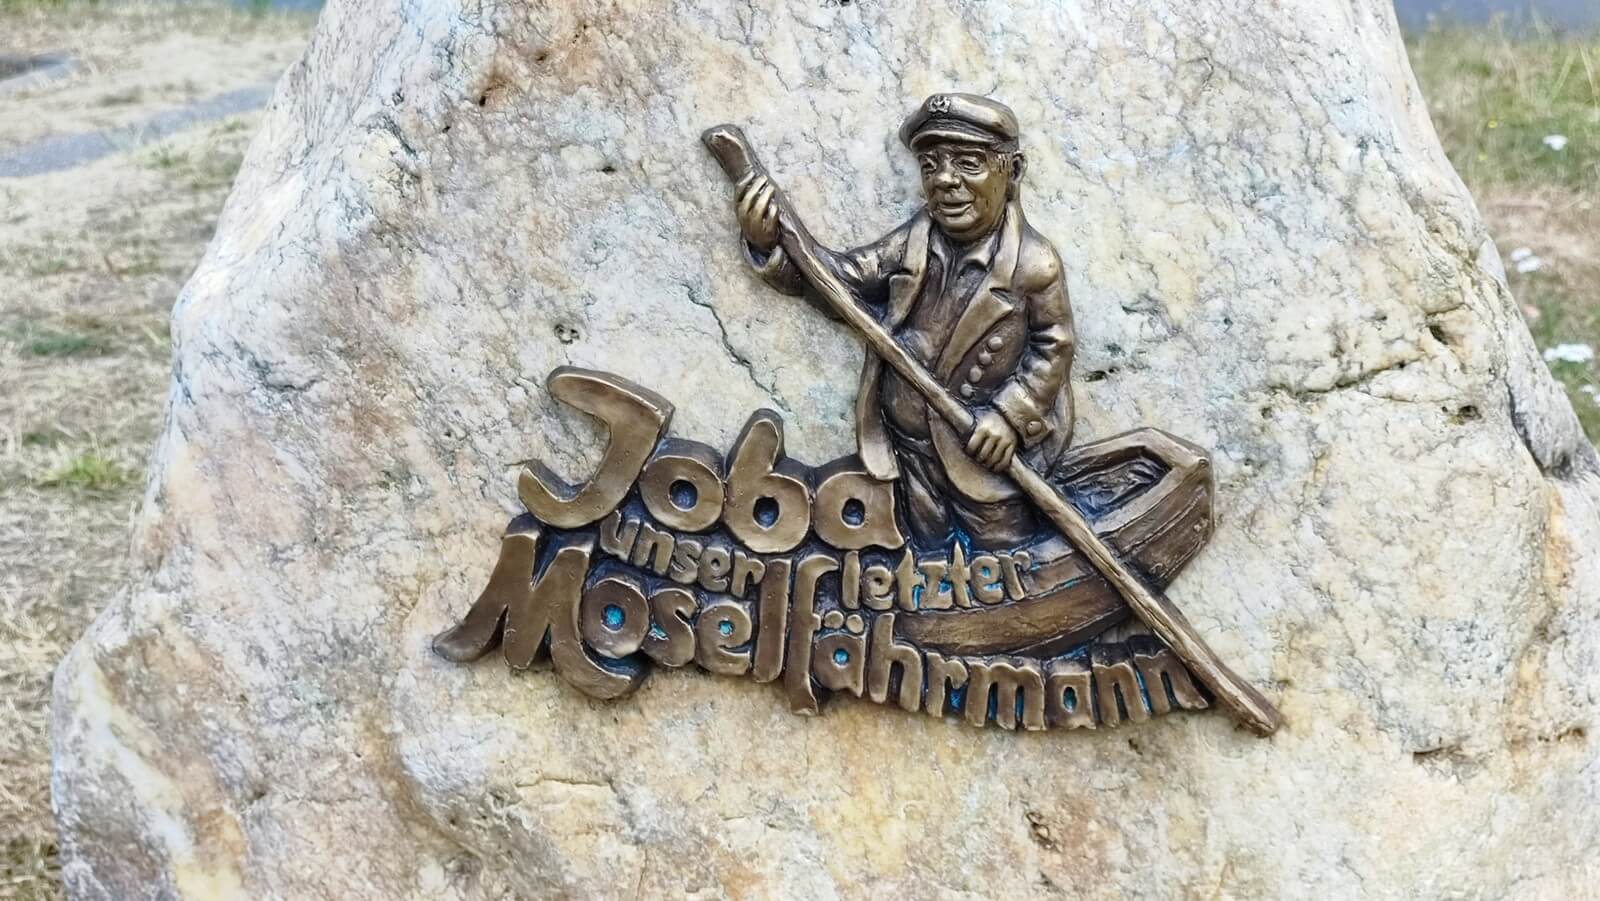 Joba
unser letzter
Moselfährmann